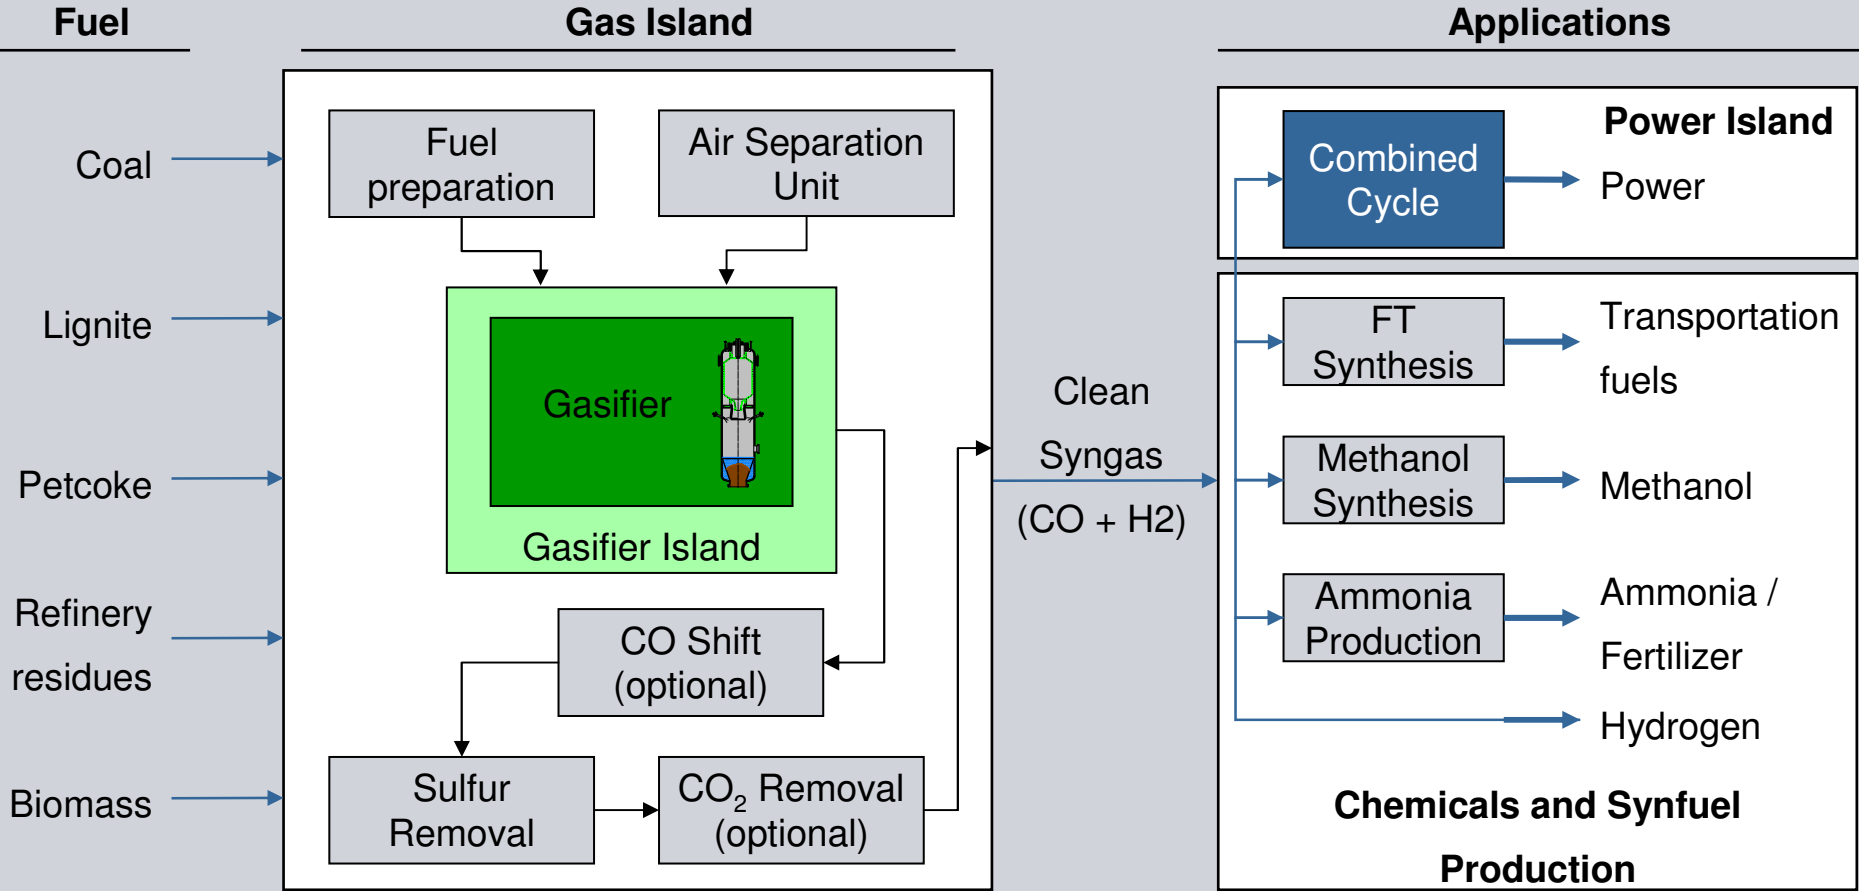 Fuel
Gas Island
Applications
Coal
Lignite
Petcoke
Refinery
residues
Biomass
Fuel
preparation
Air Separation
Unit
Gasifier
Gasifier Island
CO Shift
(optional)
Sulfur
Removal
CO₂ Removal
(optional)
Clean
Syngas
(CO + H2)
Power Island
Combined
Cycle
Power
FT
Synthesis
Transportation
fuels
Methanol
Synthesis
Methanol
Ammonia
Production
Ammonia /
Fertilizer
Hydrogen
Chemicals and Synfuel
Production